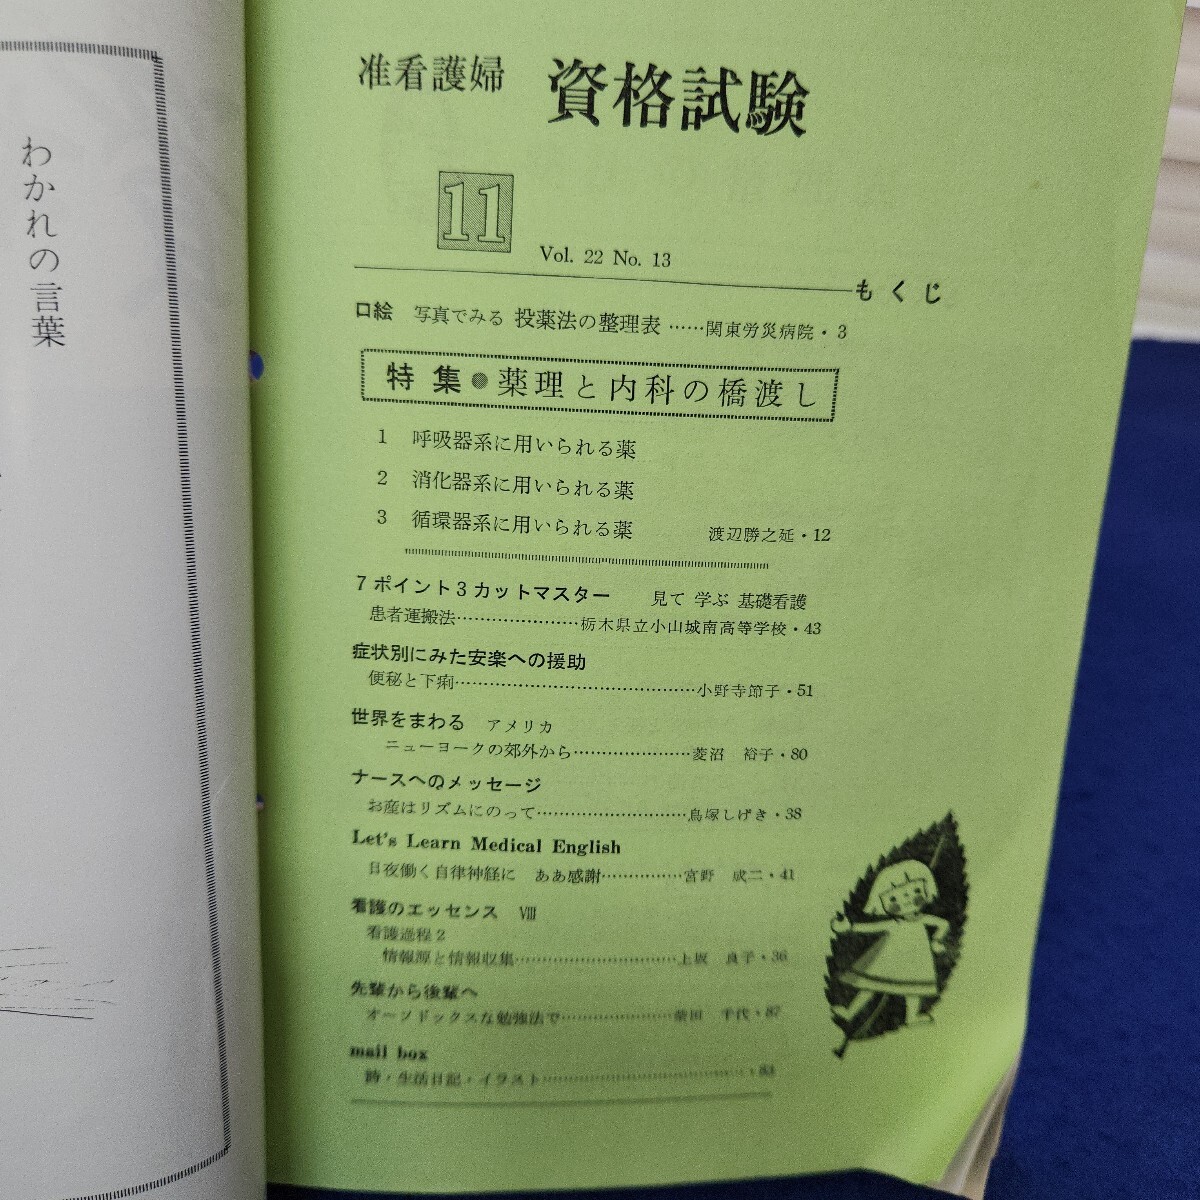 わかれの言葉
准看護婦 資格試験
11
Vol. 22 No. 13
もくじ
口絵 写真でみる 投薬法の整理表……関東労災病院・3
特集●薬理と内科の橋渡し
1 呼吸器系に用いられる薬
2 消化器系に用いられる薬
3 循環器系に用いられる薬 渡辺勝之延・12
7ポイント3カットマスター 見て 学ぶ 基礎看護
患者運搬法…………………栃木県立小山城南高等学校・43
症状別にみた安楽への援助
便秘と下痢……………………………………小野寺節子・51
世界をまわる アメリカ
ニューヨークの郊外から…………………菱沼 裕子・80
ナースへのメッセージ
お産はリズムにのって………………………鳥塚しげき・38
Let's Learn Medical English
日夜働く自律神経に ああ感謝……………宮野 成二・41
看護のエッセンス Ⅷ
看護過程2
情報源と情報収集…………………………上坂 良子・36
先輩から後輩へ
オーソドックスな勉強法で…………………柴田 千代・87
mail box
詩・生活日記・イラスト…………………………………83